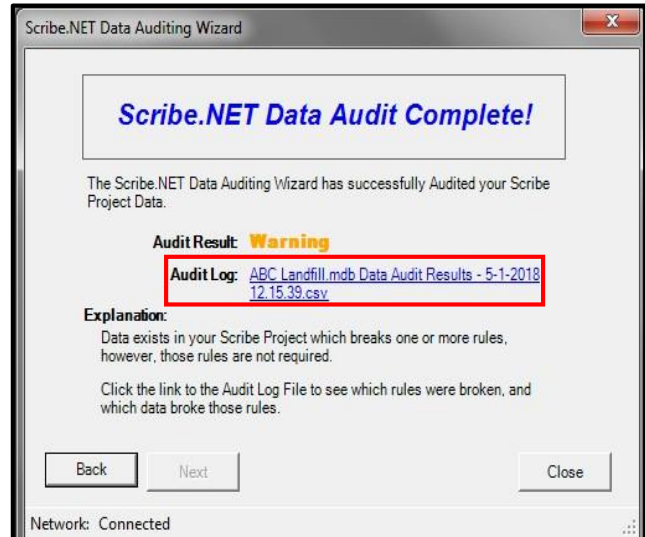 Scribe.NET Data Auditing Wizard
X
Scribe.NET Data Audit Complete!
The Scribe.NET Data Auditing Wizard has successfully Audited your Scribe
Project Data.
Audit Result: Warning
Audit Log: ABC Landfill.mdb Data Audit Results - 5-1-2018
12.15.39.csv
Explanation:
Data exists in your Scribe Project which breaks one or more rules,
however, those rules are not required.
Click the link to the Audit Log File to see which rules were broken, and
which data broke those rules.
Back Next Close
Network: Connected